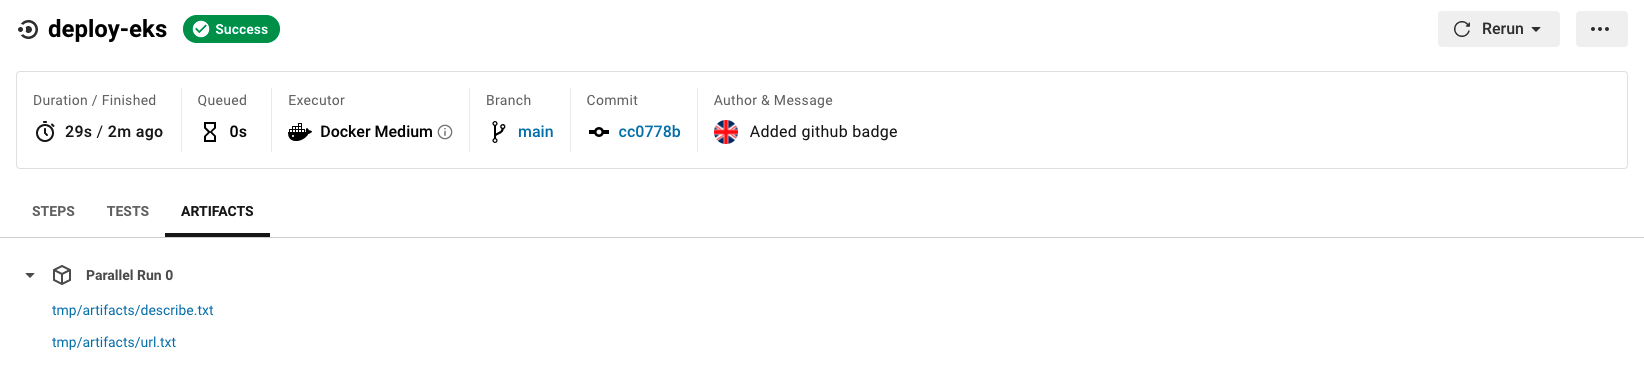 deploy-eks Success Rerun
Duration / Finished Queued Executor Branch Commit Author & Message
29s / 2m ago 0s Docker Medium main cc0778b Added github badge
STEPS TESTS ARTIFACTS
Parallel Run 0
tmp/artifacts/describe.txt
tmp/artifacts/url.txt